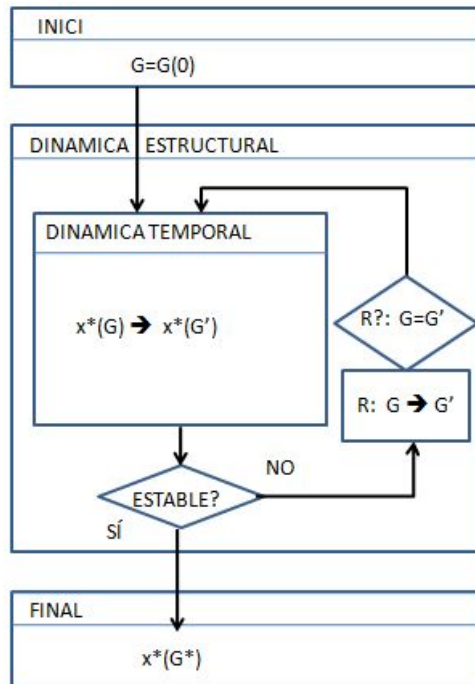 INICI
G=G(0)
DINAMICA ESTRUCTURAL
DINAMICA TEMPORAL
x*(G) ➔ x*(G’)
R?: G=G’
R: G ➔ G’
NO
ESTABLE?
SÍ
FINAL
x*(G*)